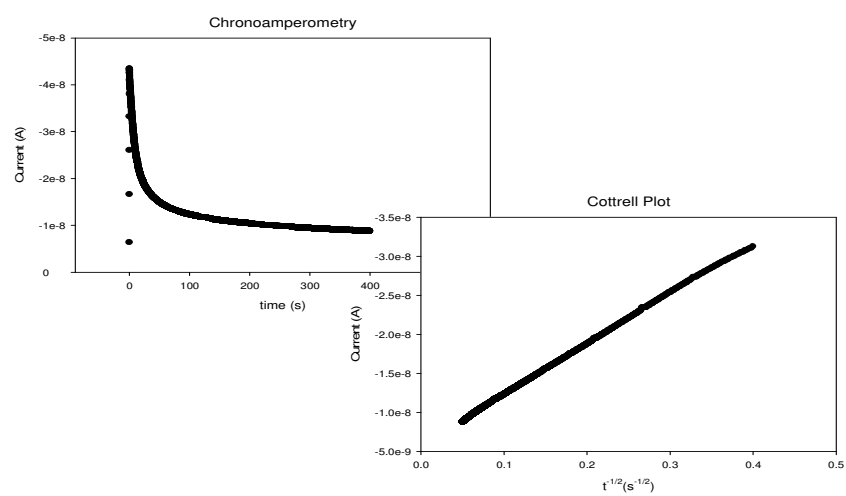 Chronoamperometry
-5e-8
-4e-8
-3e-8
-2e-8
-1e-8
0
Current (A)
0 100 200 300 400
time (s)
Cottrell Plot
-3.5e-8
-3.0e-8
-2.5e-8
-2.0e-8
-1.5e-8
-1.0e-8
-5.0e-9
Current (A)
0.0 0.1 0.2 0.3 0.4 0.5
t-1/2(s-1/2)